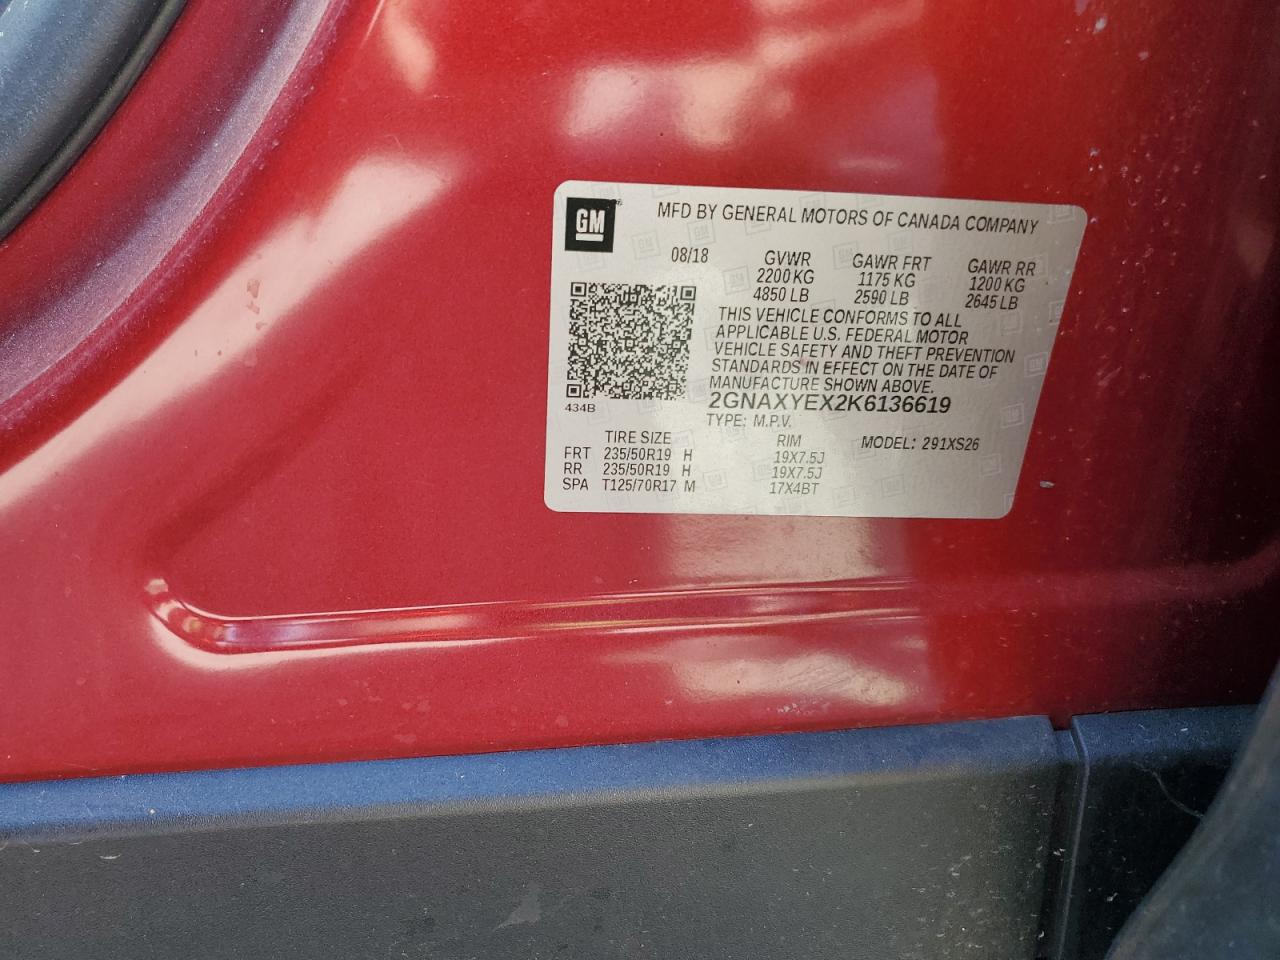 GM
MFD BY GENERAL MOTORS OF CANADA COMPANY
08/18 GVWR GAWR FRT GAWR RR
2200 KG 1175 KG 1200 KG
4850 LB 2590 LB 2645 LB
THIS VEHICLE CONFORMS TO ALL
APPLICABLE U.S. FEDERAL MOTOR
VEHICLE SAFETY AND THEFT PREVENTION
STANDARDS IN EFFECT ON THE DATE OF
MANUFACTURE SHOWN ABOVE.
434B
2GNAXYEX2K6136619
TYPE: M.P.V.
TIRE SIZE RIM MODEL: 291XS26
FRT 235/50R19 H 19X7.5J
RR 235/50R19 H 19X7.5J
SPA T125/70R17 M 17X4BT